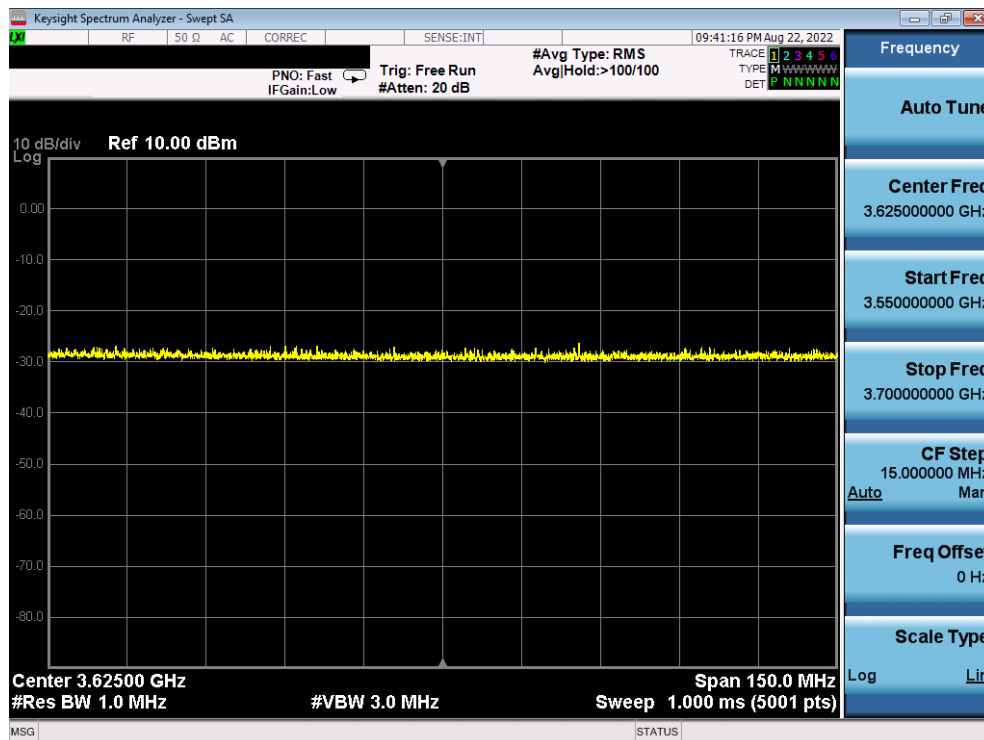 Keysight Spectrum Analyzer - Swept SA
LXI RF 50 Ω AC CORREC SENSE:INT 09:41:16 PM Aug 22, 2022
PNO: Fast
IFGain:Low
Trig: Free Run
#Atten: 20 dB
#Avg Type: RMS
Avg|Hold:>100/100
TRACE 1 2 3 4 5 6
TYPE M WWWWW
DET P N N N N N
10 dB/div
Log
Ref 10.00 dBm
0.00
-10.0
-20.0
-30.0
-40.0
-50.0
-60.0
-70.0
-80.0
Center 3.62500 GHz
Span 150.0 MHz
#Res BW 1.0 MHz
#VBW 3.0 MHz
Sweep 1.000 ms (5001 pts)
MSG
STATUS
Frequency
Auto Tune
Center Freq
3.625000000 GHz
Start Freq
3.550000000 GHz
Stop Freq
3.700000000 GHz
CF Step
15.000000 MHz
Auto Man
Freq Offset
0 Hz
Scale Type
Log Lin